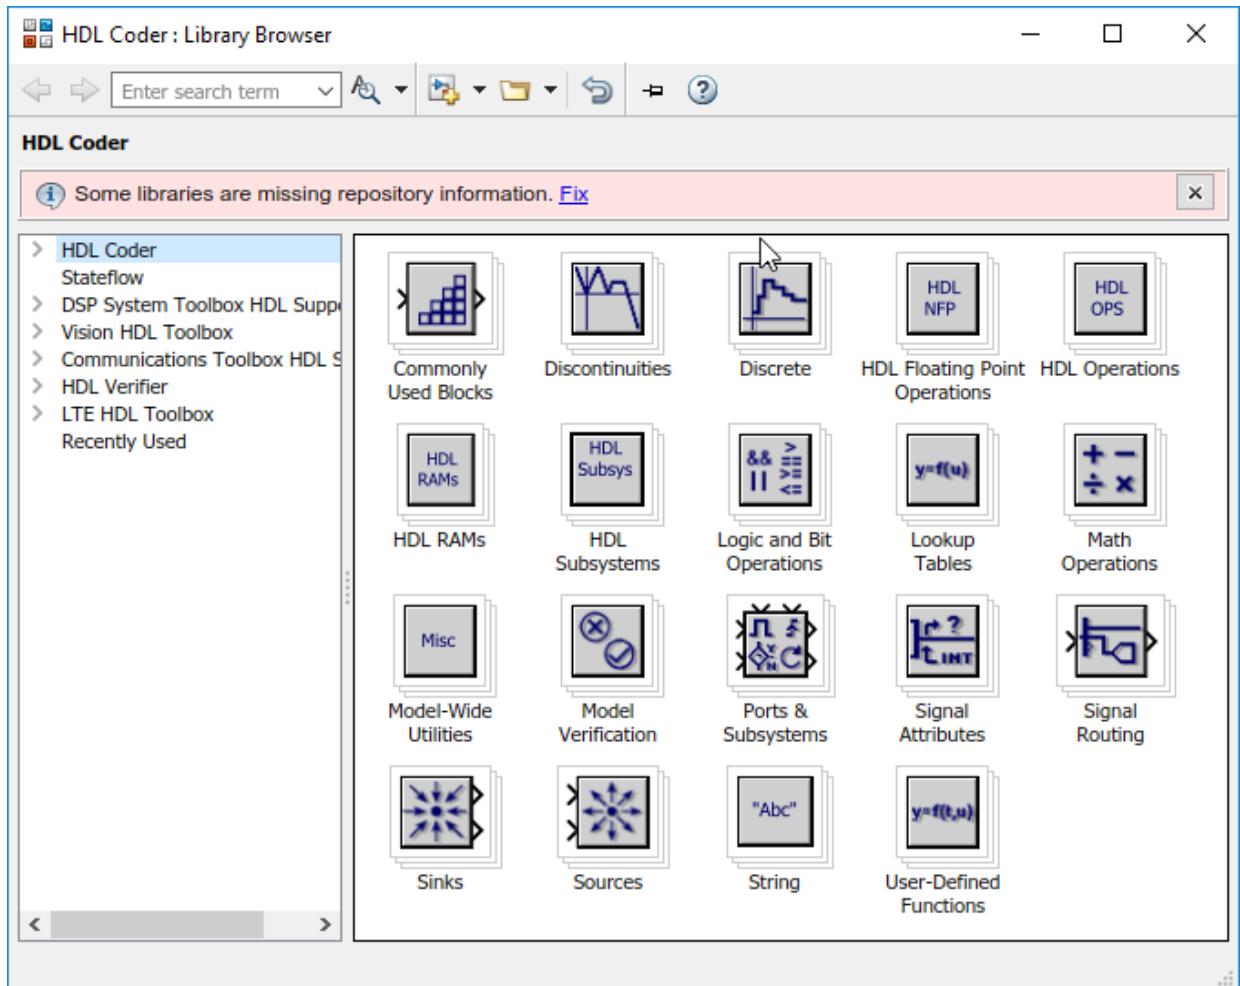 HDL Coder : Library Browser
Enter search term
HDL Coder
Some libraries are missing repository information. Fix
HDL Coder
Stateflow
DSP System Toolbox HDL Suppo
Vision HDL Toolbox
Communications Toolbox HDL S
HDL Verifier
LTE HDL Toolbox
Recently Used
HDL
NFP
HDL
OPS
Commonly
Used Blocks
Discontinuities
Discrete
HDL Floating Point
Operations
HDL Operations
HDL
RAMs
HDL
Subsys
&& > == || >= <=
y=f(u)
+ − ÷ ×
HDL RAMs
HDL
Subsystems
Logic and Bit
Operations
Lookup
Tables
Math
Operations
Misc
Y
N
?
INT
Model-Wide
Utilities
Model
Verification
Ports &
Subsystems
Signal
Attributes
Signal
Routing
"Abc"
y=f(t,u)
Sinks
Sources
String
User-Defined
Functions